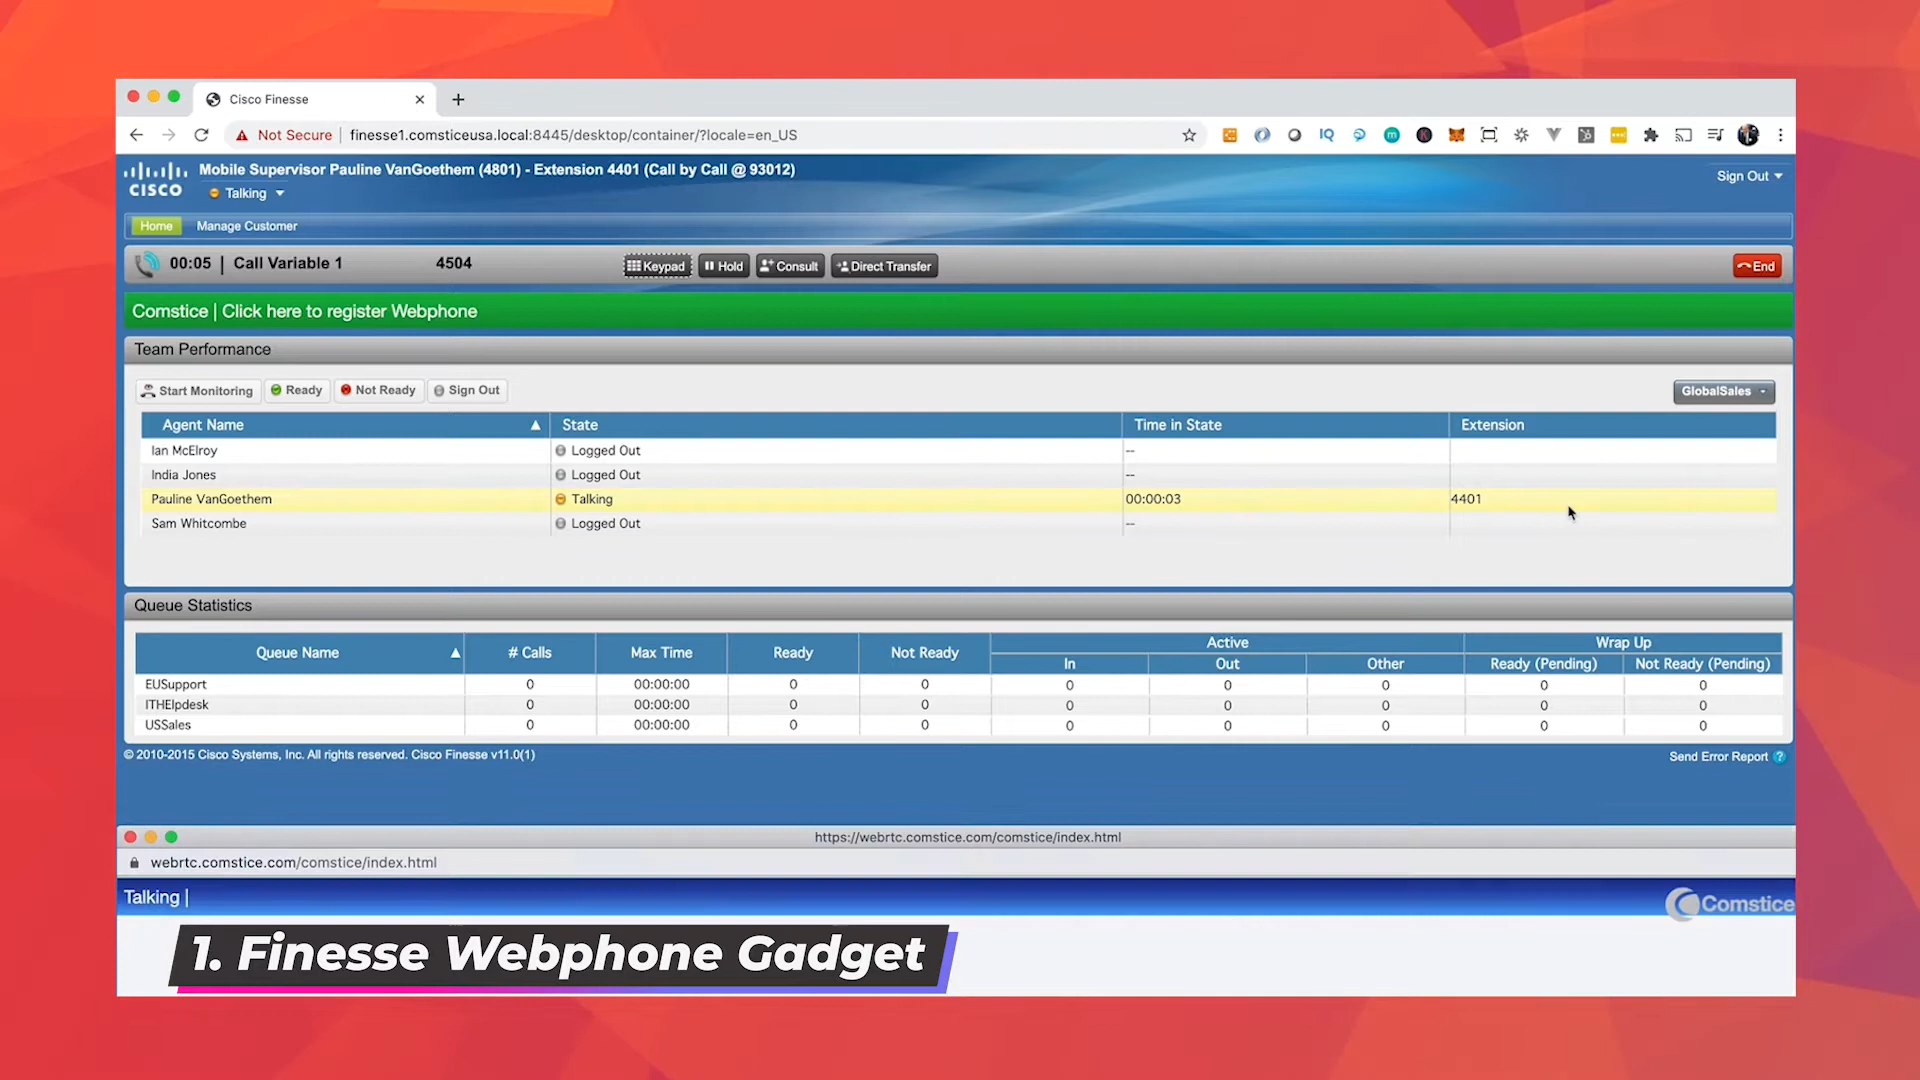 Cisco Finesse
Not Secure | finesse1.comsticeusa.local:8445/desktop/container/?locale=en_US
CISCO
Mobile Supervisor Pauline VanGoethem (4801) - Extension 4401 (Call by Call @ 93012)
Talking
Sign Out
Home Manage Customer
00:05 | Call Variable 1 4504 Keypad Hold Consult Direct Transfer End
Comstice | Click here to register Webphone
Team Performance
Start Monitoring Ready Not Ready Sign Out GlobalSales
Agent Name State Time in State Extension
Ian McElroy Logged Out --
India Jones Logged Out --
Pauline VanGoethem Talking 00:00:03 4401
Sam Whitcombe Logged Out --
Queue Statistics
Queue Name # Calls Max Time Ready Not Ready Active Wrap Up
In Out Other Ready (Pending) Not Ready (Pending)
EUSupport 0 00:00:00 0 0 0 0 0 0 0
ITHElpdesk 0 00:00:00 0 0 0 0 0 0 0
USSales 0 00:00:00 0 0 0 0 0 0 0
© 2010-2015 Cisco Systems, Inc. All rights reserved. Cisco Finesse v11.0(1)
Send Error Report ?
https://webrtc.comstice.com/comstice/index.html
webrtc.comstice.com/comstice/index.html
Talking |
Comstice
1. Finesse Webphone Gadget